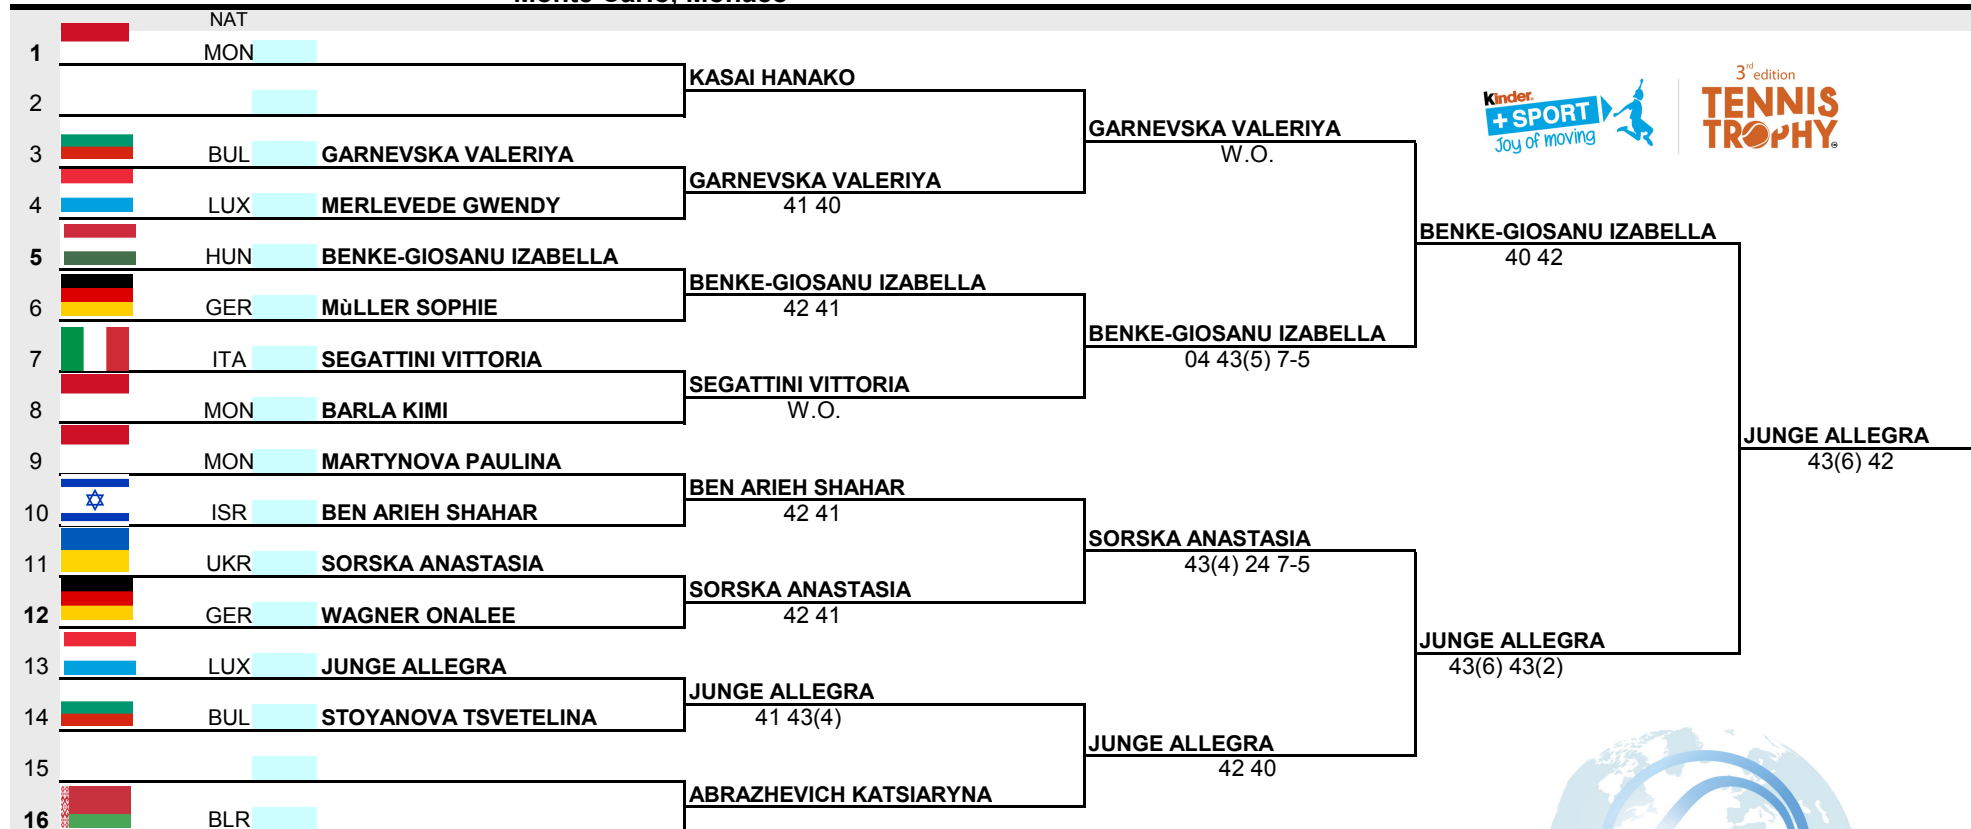 NAT
1 MON
KASAI HANAKO
2
GARNEVSKA VALERIYA
3 BUL GARNEVSKA VALERIYA W.O.
GARNEVSKA VALERIYA
4 LUX MERLEVEDE GWENDY 41 40
BENKE-GIOSANU IZABELLA
5 HUN BENKE-GIOSANU IZABELLA 40 42
BENKE-GIOSANU IZABELLA
6 GER MùLLER SOPHIE 42 41
BENKE-GIOSANU IZABELLA
7 ITA SEGATTINI VITTORIA 04 43(5) 7-5
SEGATTINI VITTORIA
8 MON BARLA KIMI W.O.
JUNGE ALLEGRA
9 MON MARTYNOVA PAULINA 43(6) 42
BEN ARIEH SHAHAR
10 ISR BEN ARIEH SHAHAR 42 41
SORSKA ANASTASIA
11 UKR SORSKA ANASTASIA 43(4) 24 7-5
SORSKA ANASTASIA
12 GER WAGNER ONALEE 42 41
JUNGE ALLEGRA
13 LUX JUNGE ALLEGRA 43(6) 43(2)
JUNGE ALLEGRA
14 BUL STOYANOVA TSVETELINA 41 43(4)
JUNGE ALLEGRA
15 42 40
ABRAZHEVICH KATSIARYNA
16 BLR
Kinder
+ SPORT
Joy of moving
3rd edition
TENNIS
TROPHY